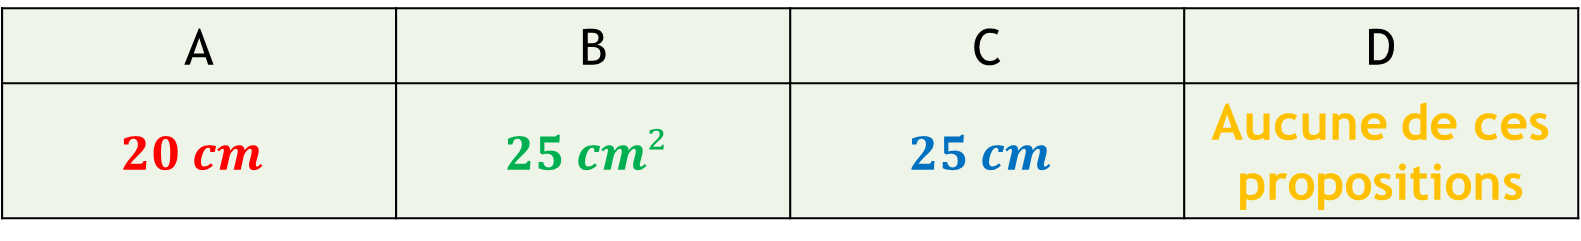 A B C D
20 cm 25 cm² 25 cm Aucune de ces
propositions